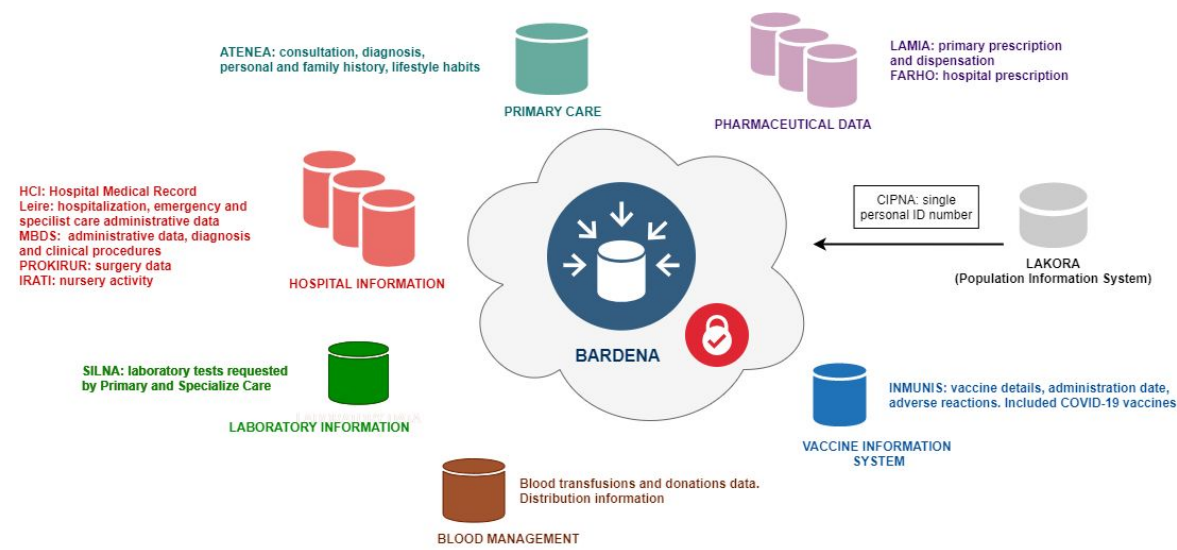 ATENEA: consultation, diagnosis,
personal and family history, lifestyle habits
PRIMARY CARE
LAMIA: primary prescription
and dispensation
FARHO: hospital prescription
PHARMACEUTICAL DATA
HCI: Hospital Medical Record
Leire: hospitalization, emergency and
specilist care administrative data
MBDS: administrative data, diagnosis
and clinical procedures
PROKIRUR: surgery data
IRATI: nursery activity
HOSPITAL INFORMATION
CIPNA: single
personal ID number
LAKORA
(Population Information System)
BARDENA
SILNA: laboratory tests requested
by Primary and Specialize Care
LABORATORY INFORMATION
INMUNIS: vaccine details, administration date,
adverse reactions. Included COVID-19 vaccines
VACCINE INFORMATION
SYSTEM
Blood transfusions and donations data.
Distribution information
BLOOD MANAGEMENT